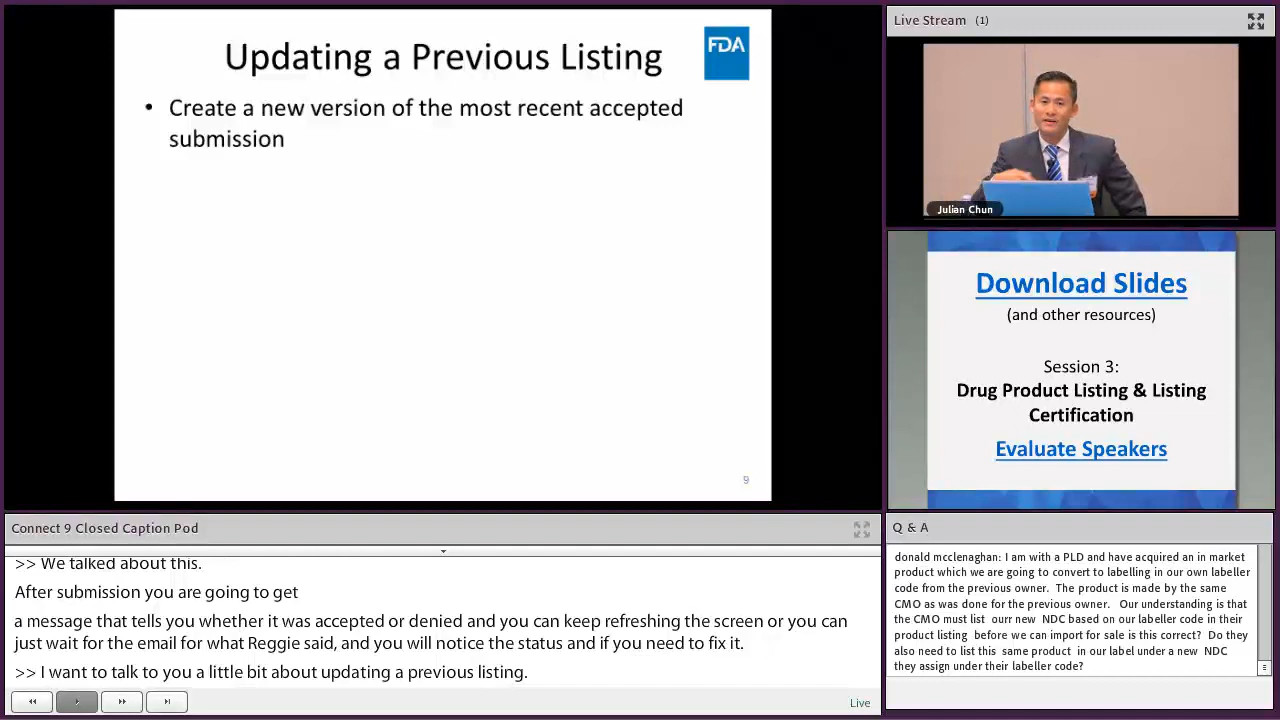 Updating a Previous Listing
FDA
• Create a new version of the most recent accepted
submission
9
Live Stream (1)
Julian Chun
Download Slides
(and other resources)
Session 3:
Drug Product Listing & Listing
Certification
Evaluate Speakers
Connect 9 Closed Caption Pod
>> We talked about this.
After submission you are going to get
a message that tells you whether it was accepted or denied and you can keep refreshing the screen or you can
just wait for the email for what Reggie said, and you will notice the status and if you need to fix it.
>> I want to talk to you a little bit about updating a previous listing.
Live
Q & A
donald mcclenaghan: I am with a PLD and have acquired an in market
product which we are going to convert to labelling in our own labeller
code from the previous owner. The product is made by the same
CMO as was done for the previous owner. Our understanding is that
the CMO must list our new NDC based on our labeller code in their
product listing before we can import for sale is this correct? Do they
also need to list this same product in our label under a new NDC
they assign under their labeller code?